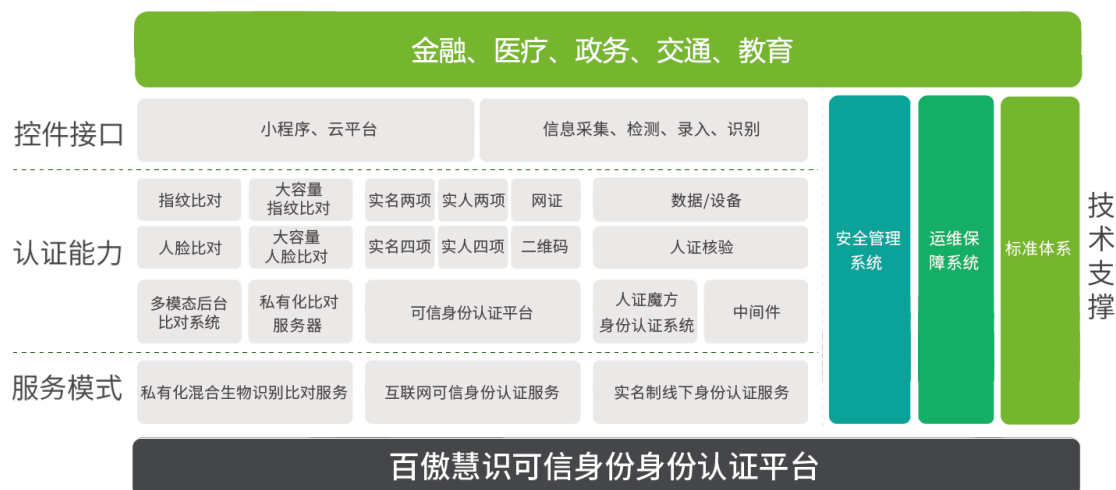 金融、医疗、政务、交通、教育
控件接口
小程序、云平台
信息采集、检测、录入、识别
认证能力
指纹比对
大容量
指纹比对
实名两项
实人两项
网证
数据/设备
人脸比对
大容量
人脸比对
实名四项
实人四项
二维码
人证核验
多模态后台
比对系统
私有化比对
服务器
可信身份认证平台
人证魔方
身份认证系统
中间件
服务模式
私有化混合生物识别比对服务
互联网可信身份认证服务
实名制线下身份认证服务
安全管理
系统
运维保
障系统
标准体系
技术支撑
百傲慧识可信身份身份认证平台